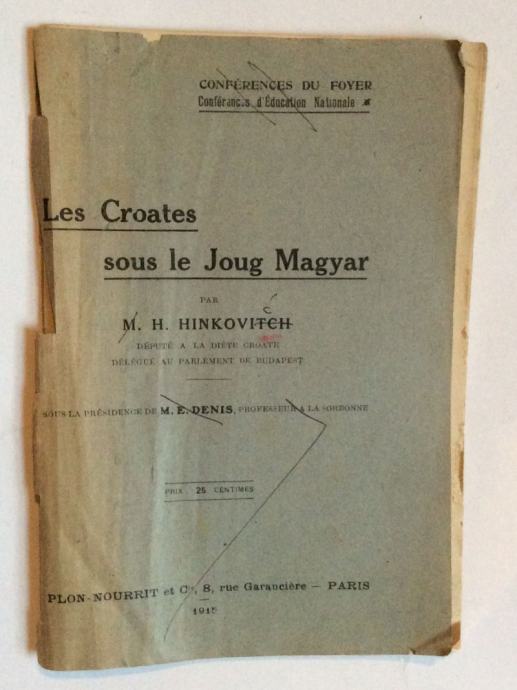 CONFÉRENCES DU FOYER
Conférences d'Éducation Nationale
Les Croates
sous le Joug Magyar
PAR
M. H. HINKOVITCH
ć
DÉPUTÉ A LA DIÈTE CROATE
DÉLÉGUÉ AU PARLEMENT DE BUDAPEST
SOUS LA PRÉSIDENCE DE M. E. DENIS, PROFESSEUR A LA SORBONNE
PRIX : 25 CENTIMES
PLON-NOURRIT et Cie, 8, rue Garancière — PARIS
1915